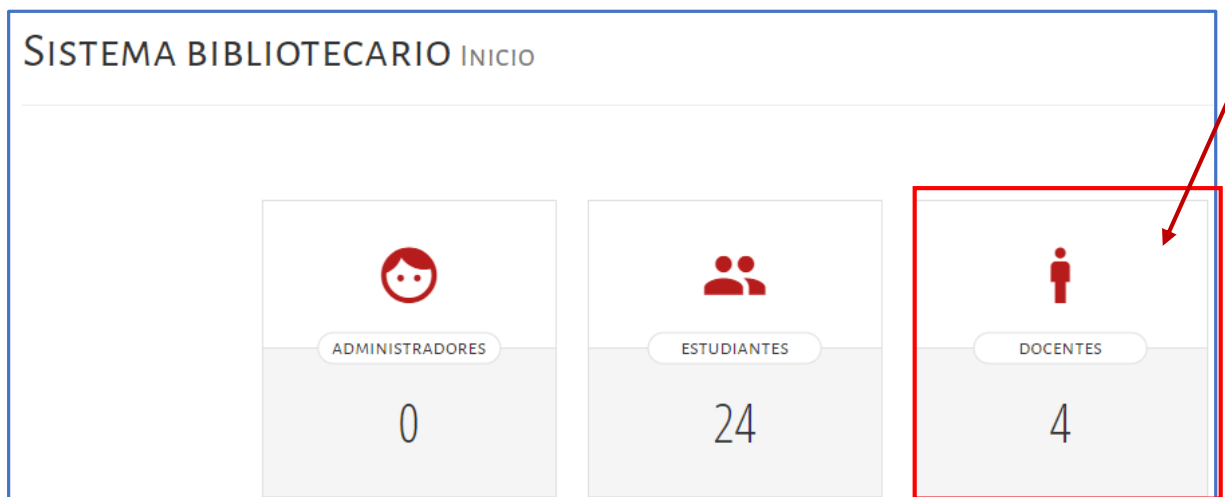 SISTEMA BIBLIOTECARIO INICIO
ADMINISTRADORES
0
ESTUDIANTES
24
DOCENTES
4